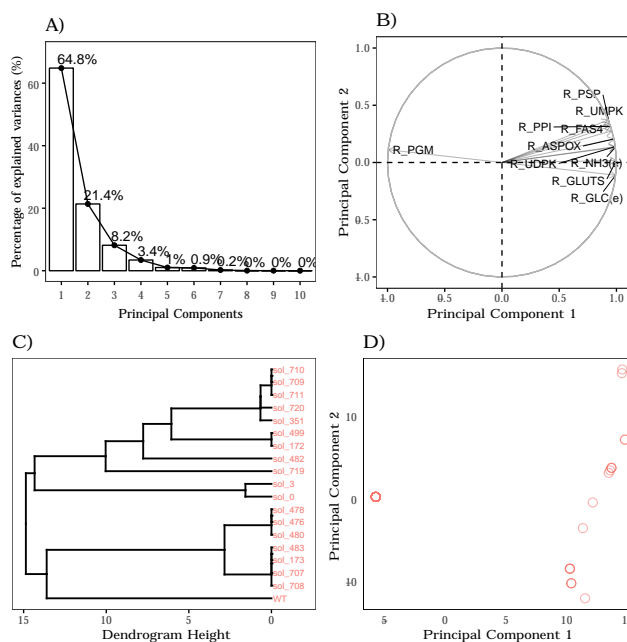 A)
64.8%
21.4%
8.2%
3.4%
1%
0.9%
0.2%
0%
0%
0%
Percentage of explained variances (%)
60
40
20
0
1 2 3 4 5 6 7 8 9 10
Principal Components
B)
Principal Component 2
1.0
0.5
0.0
0.5
1.0
R_PSP
R_UMPK
R_PPI
R_FAS4
R_ASPOX
R_PGM
R_UDPK
R_NH3(e)
R_GLUTS
R_GLC(e)
1.0 0.5 0.0 0.5 1.0
Principal Component 1
C)
sol_710
sol_709
sol_711
sol_720
sol_351
sol_499
sol_172
sol_482
sol_719
sol_3
sol_0
sol_478
sol_476
sol_480
sol_483
sol_173
sol_707
sol_708
WT
15 10 5 0
Dendrogram Height
D)
Principal Component 2
10
0
10
5 0 5 10
Principal Component 1